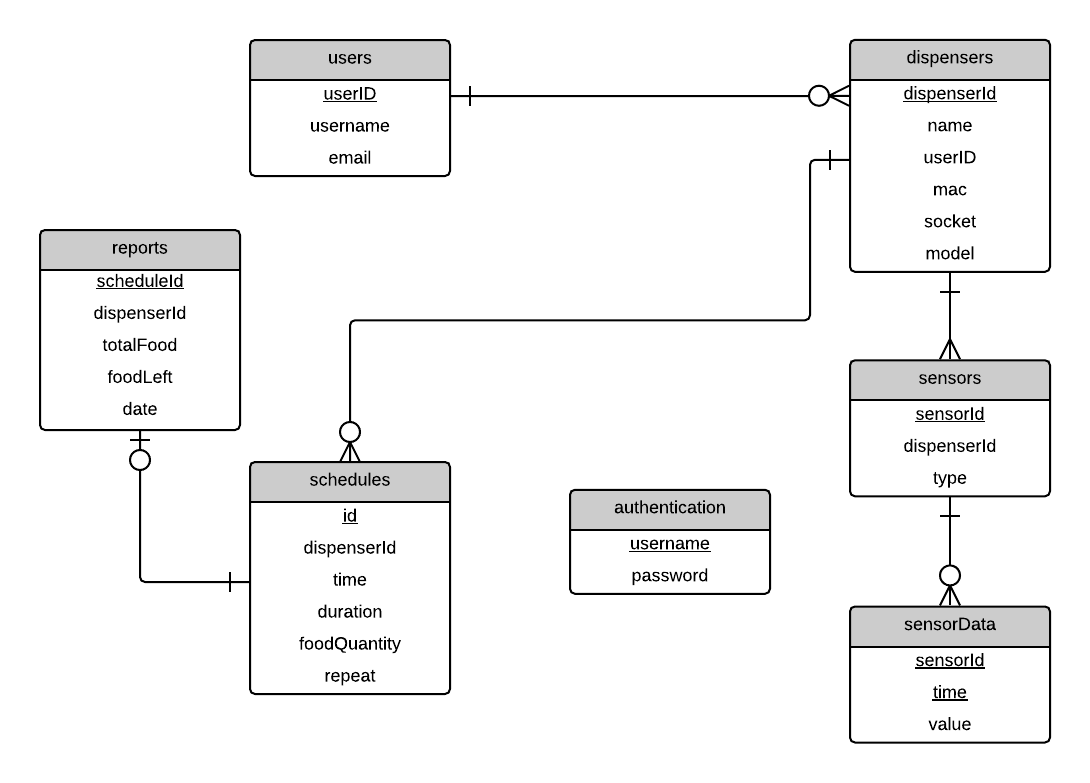 users
userID
username
email
dispensers
dispenserId
name
userID
mac
socket
model
reports
scheduleId
dispenserId
totalFood
foodLeft
date
schedules
id
dispenserId
time
duration
foodQuantity
repeat
authentication
username
password
sensors
sensorId
dispenserId
type
sensorData
sensorId
time
value